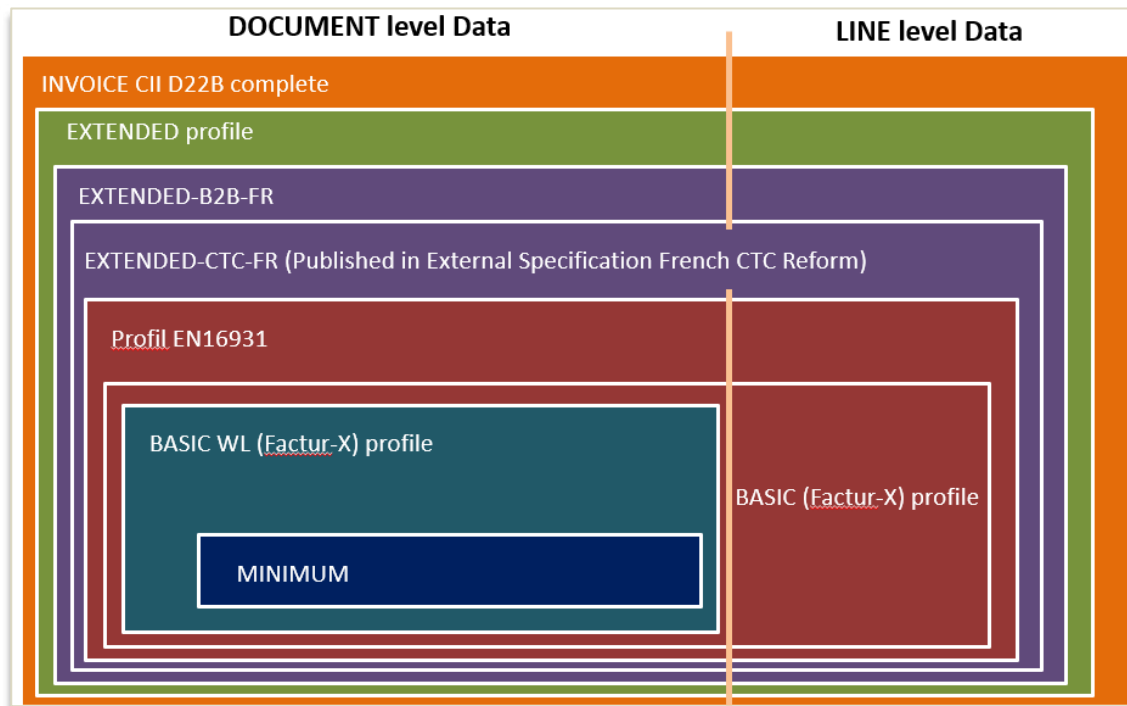 DOCUMENT level Data
LINE level Data
INVOICE CII D22B complete
EXTENDED profile
EXTENDED-B2B-FR
EXTENDED-CTC-FR (Published in External Specification French CTC Reform)
Profil EN16931
BASIC WL (Factur-X) profile
BASIC (Factur-X) profile
MINIMUM